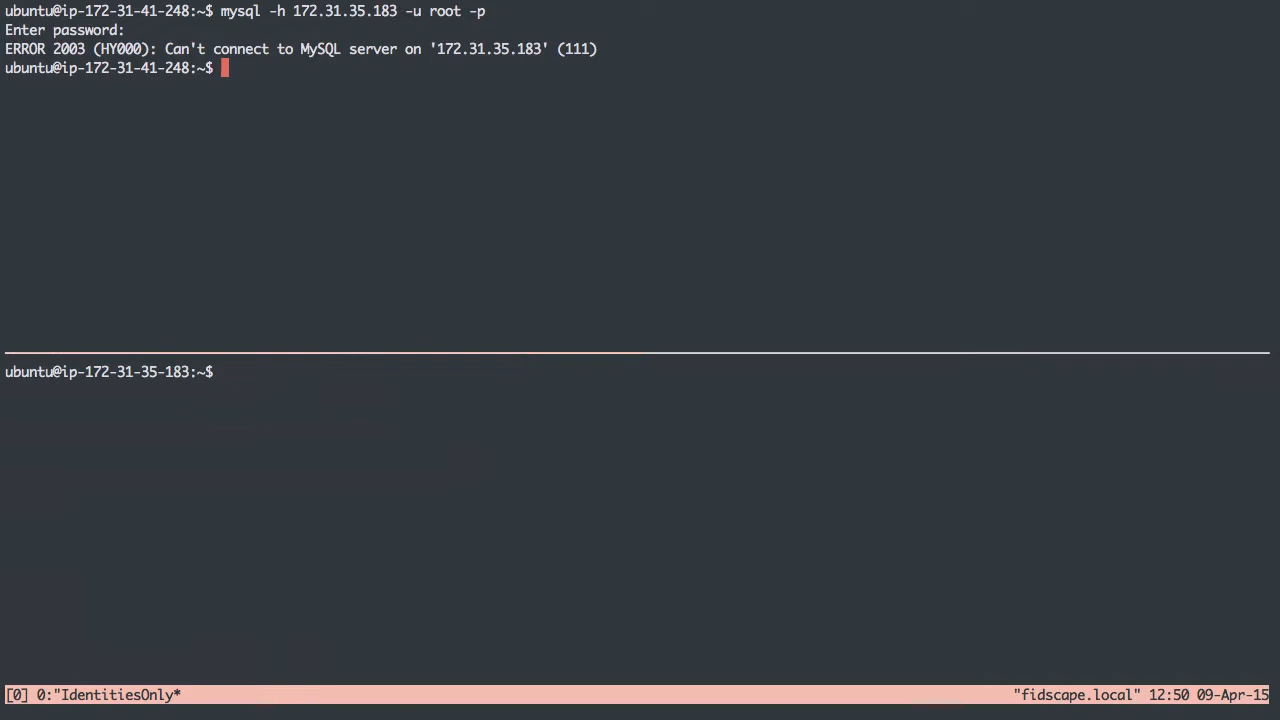 ubuntu@ip-172-31-41-248:~$ mysql -h 172.31.35.183 -u root -p
Enter password:
ERROR 2003 (HY000): Can't connect to MySQL server on '172.31.35.183' (111)
ubuntu@ip-172-31-41-248:~$
ubuntu@ip-172-31-35-183:~$
[0] 0:"IdentitiesOnly* "fidscape.local" 12:50 09-Apr-15